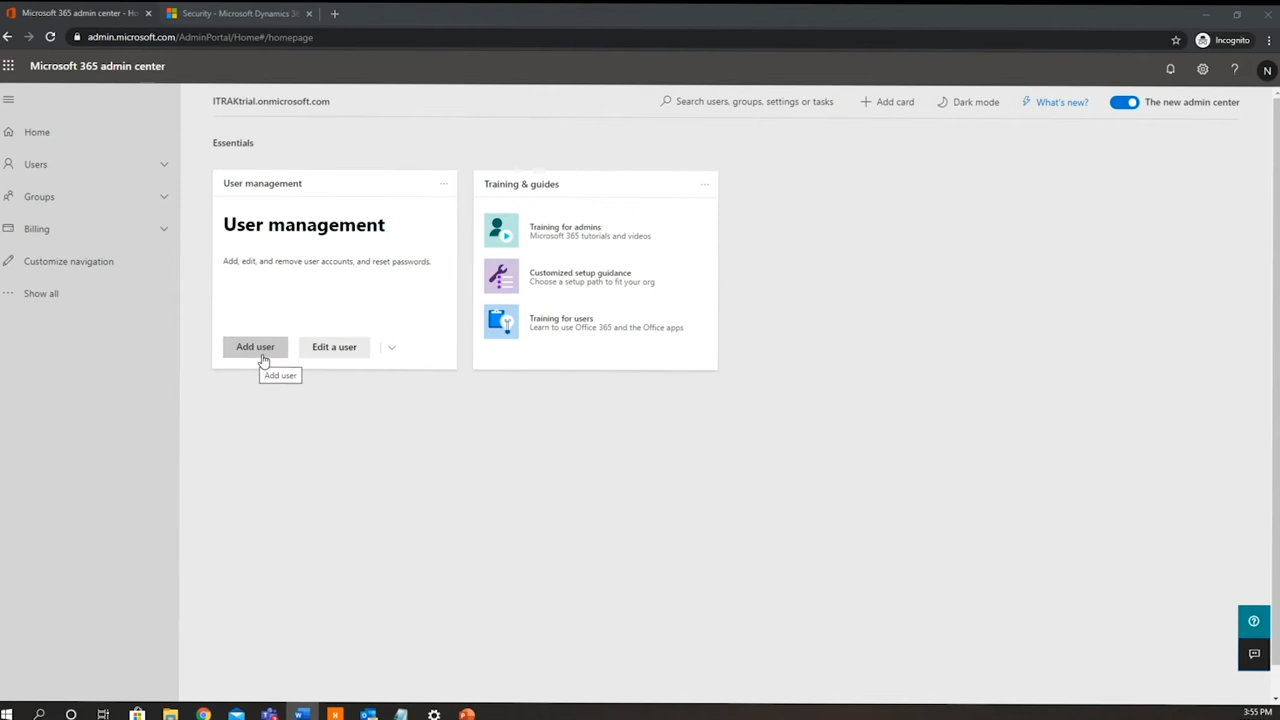 Microsoft 365 admin center - Ho
Security - Microsoft Dynamics 36
admin.microsoft.com/AdminPortal/Home#/homepage
Incognito
Microsoft 365 admin center
N
ITRAKtrial.onmicrosoft.com
Search users, groups, settings or tasks
Add card
Dark mode
What's new?
The new admin center
Home
Users
Groups
Billing
Customize navigation
Show all
Essentials
User management
User management
Add, edit, and remove user accounts, and reset passwords.
Add user
Edit a user
Add user
Training & guides
Training for admins
Microsoft 365 tutorials and videos
Customized setup guidance
Choose a setup path to fit your org
Training for users
Learn to use Office 365 and the Office apps
3:55 PM